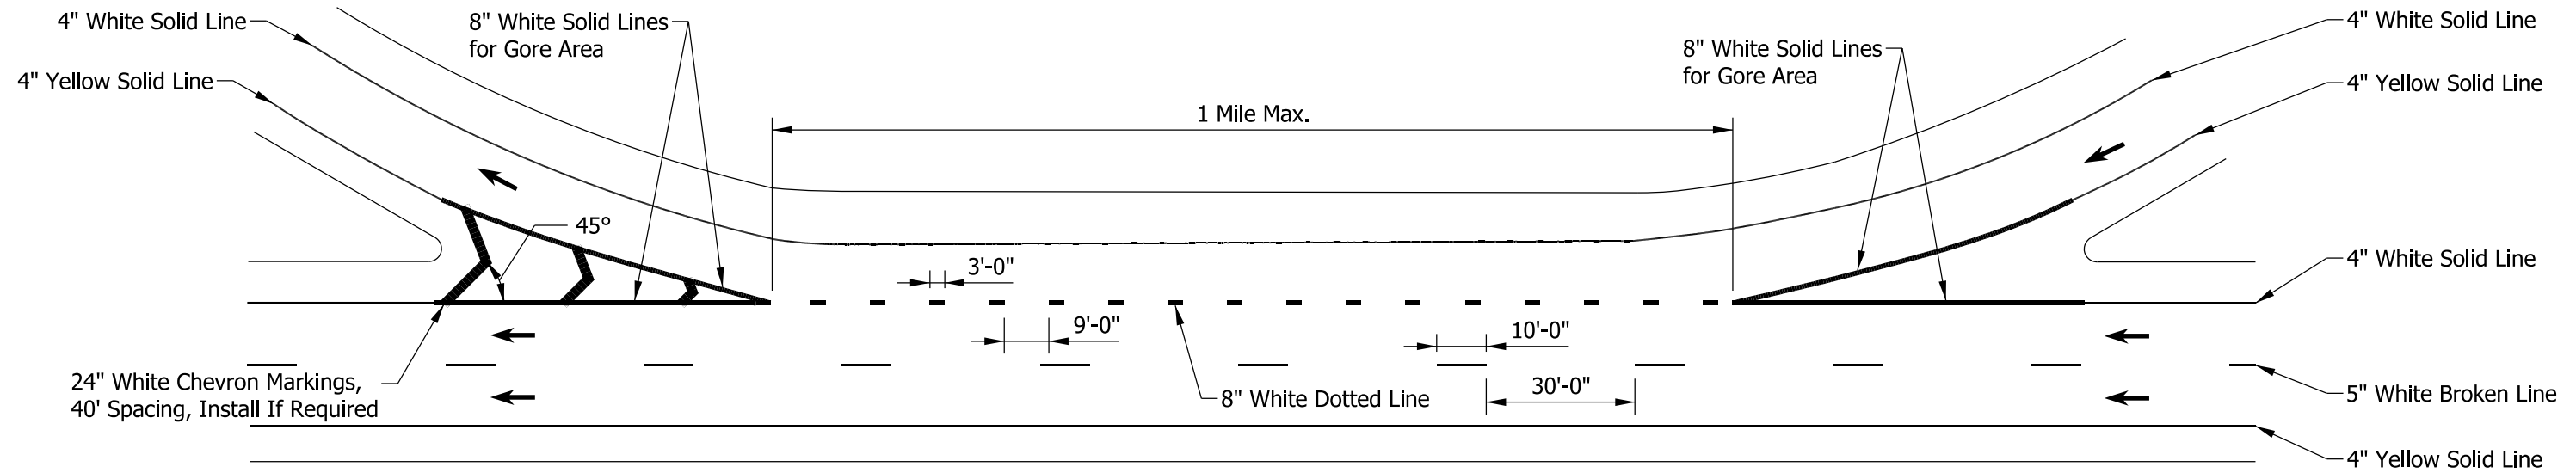 4" White Solid Line
4" Yellow Solid Line
8" White Solid Lines
for Gore Area
1 Mile Max.
8" White Solid Lines
for Gore Area
4" White Solid Line
4" Yellow Solid Line
45°
3'-0"
9'-0"
10'-0"
30'-0"
24" White Chevron Markings,
40' Spacing, Install If Required
8" White Dotted Line
4" White Solid Line
5" White Broken Line
4" Yellow Solid Line